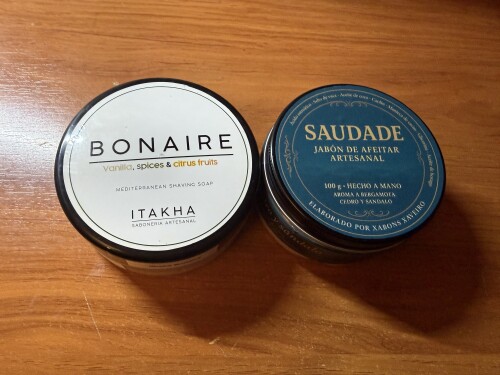 BONAIRE
Vanilla, spices & citrus fruits
MEDITERRANEAN SHAVING SOAP
ITAKHA
SABONERIA ARTESANAL
SAUDADE
JABÓN DE AFEITAR
ARTESANAL
100 g • HECHO A MANO
AROMA A BERGAMOTA
CEDRO Y SÁNDALO
ELABORADO POR XABONS XAVEIRO